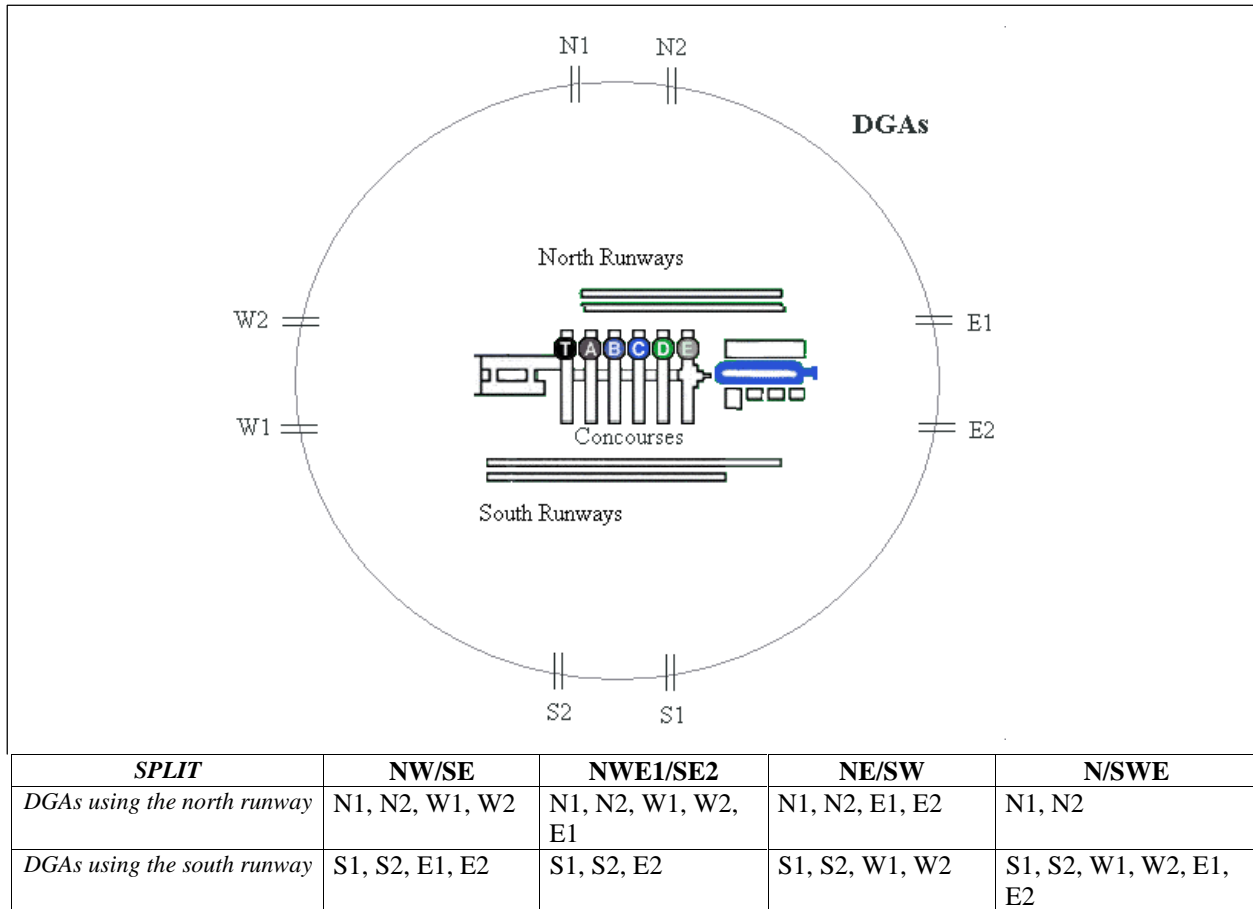 N1 N2
DGAs
North Runways
W2
E1
T A B C D E
W1
E2
Concourses
South Runways
S2 S1
SPLIT NW/SE NWE1/SE2 NE/SW N/SWE
DGAs using the north runway N1, N2, W1, W2 N1, N2, W1, W2, N1, N2, E1, E2 N1, N2
E1
DGAs using the south runway S1, S2, E1, E2 S1, S2, E2 S1, S2, W1, W2 S1, S2, W1, W2, E1,
E2